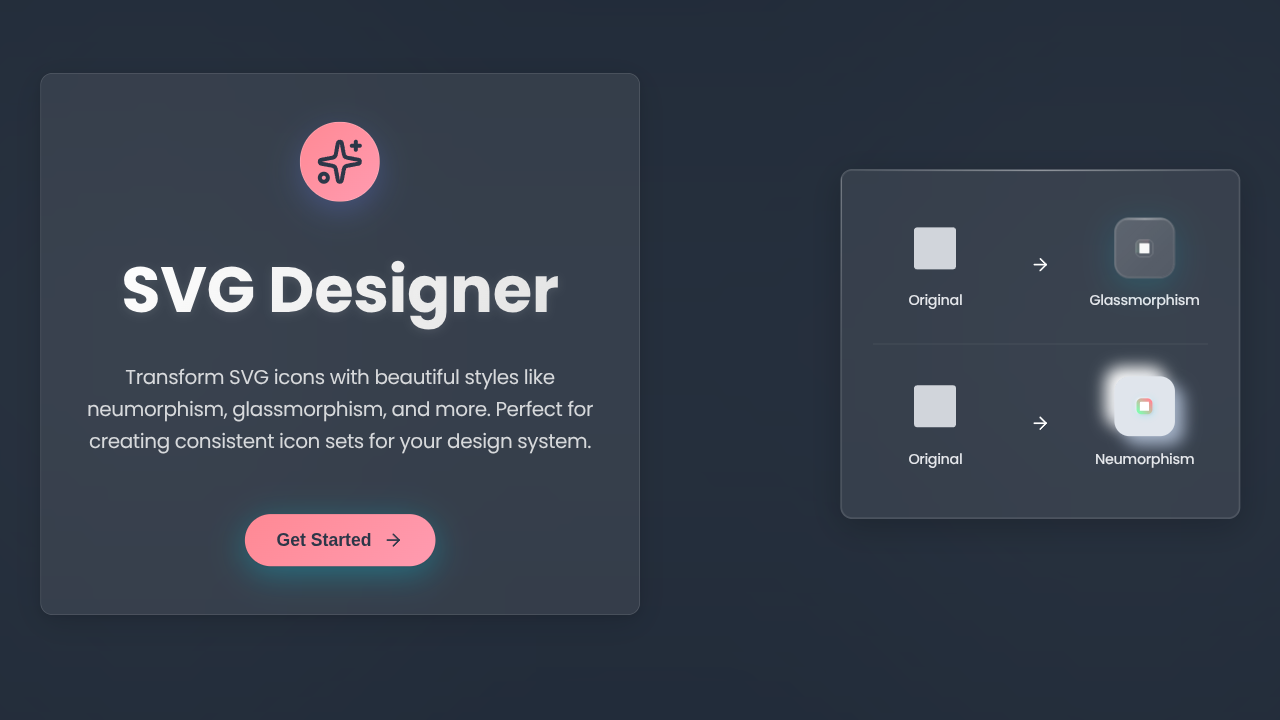 SVG Designer
Transform SVG icons with beautiful styles like
neumorphism, glassmorphism, and more. Perfect for
creating consistent icon sets for your design system.
Get Started
Original
Glassmorphism
Original
Neumorphism